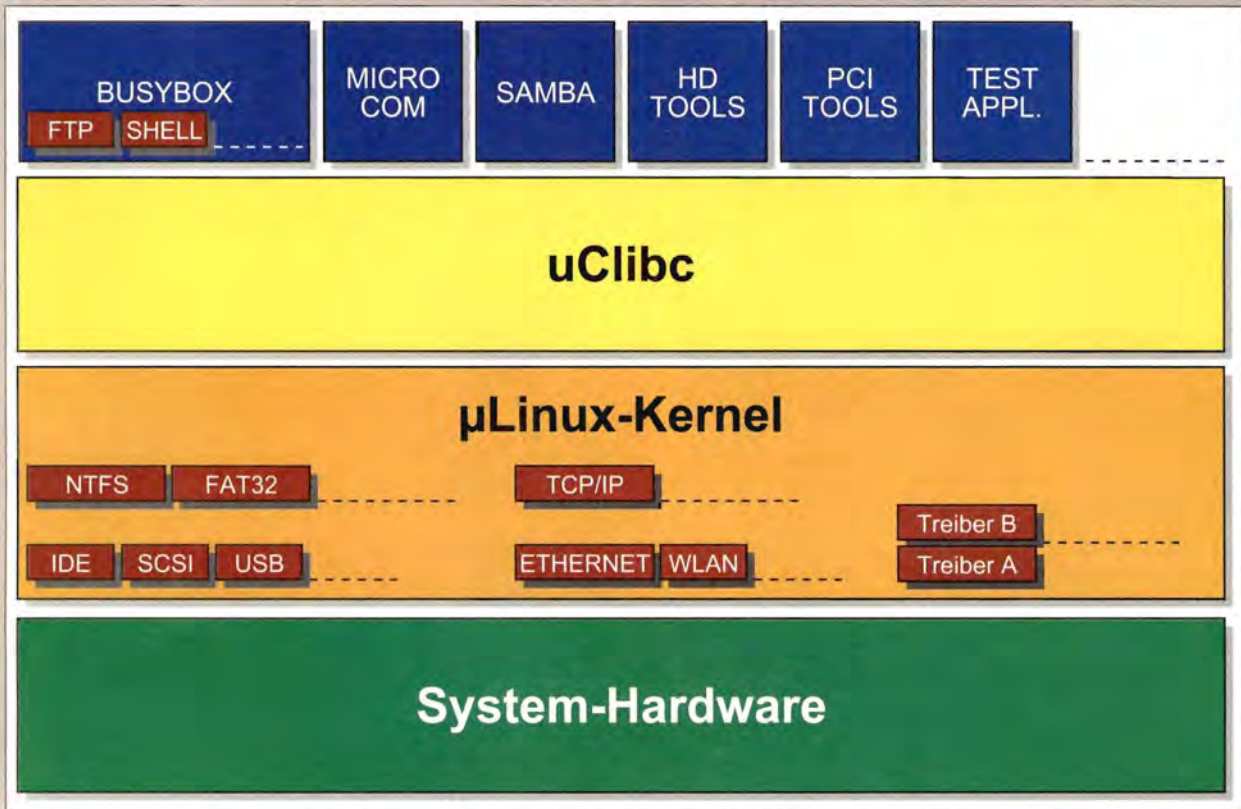 BUSYBOX
FTP
SHELL
MICRO
COM
SAMBA
HD
TOOLS
PCI
TOOLS
TEST
APPL.
uClibc
µLinux-Kernel
NTFS
FAT32
TCP/IP
Treiber B
IDE
SCSI
USB
ETHERNET
WLAN
Treiber A
System-Hardware